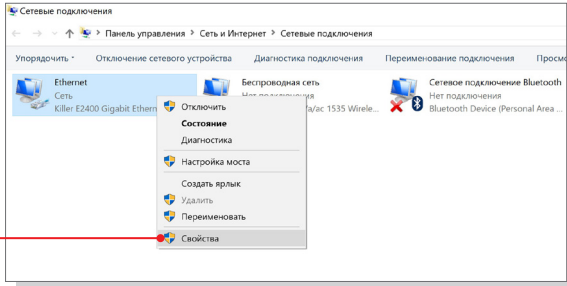 Сетевые подключения
Панель управления > Сеть и Интернет > Сетевые подключения
Упорядочить Отключение сетевого устройства Диагностика подключения Переименование подключения
Ethernet
Сеть
Killer E2400 Gigabit
Беспроводная сеть
Нет подключения
/ac 1535 Wirele...
Сетевое подключение Bluetooth
Нет подключения
Bluetooth Device (Personal Area ...
Отключить
Состояние
Диагностика
Настройка моста
Создать ярлык
Удалить
Переименовать
Свойства